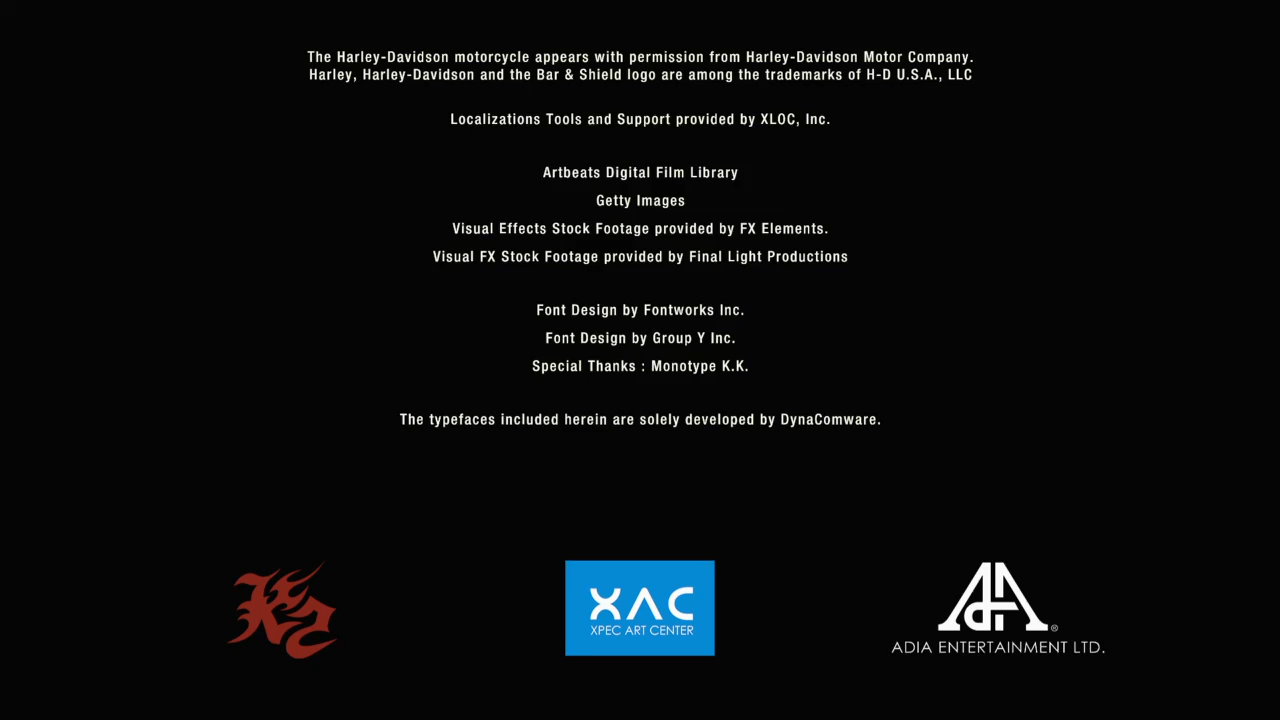 The Harley-Davidson motorcycle appears with permission from Harley-Davidson Motor Company.
Harley, Harley-Davidson and the Bar & Shield logo are among the trademarks of H-D U.S.A., LLC
Localizations Tools and Support provided by XLOC, Inc.
Artbeats Digital Film Library
Getty Images
Visual Effects Stock Footage provided by FX Elements.
Visual FX Stock Footage provided by Final Light Productions
Font Design by Fontworks Inc.
Font Design by Group Y Inc.
Special Thanks : Monotype K.K.
The typefaces included herein are solely developed by DynaComware.
XAC
XPEC ART CENTER
®
ADIA ENTERTAINMENT LTD.